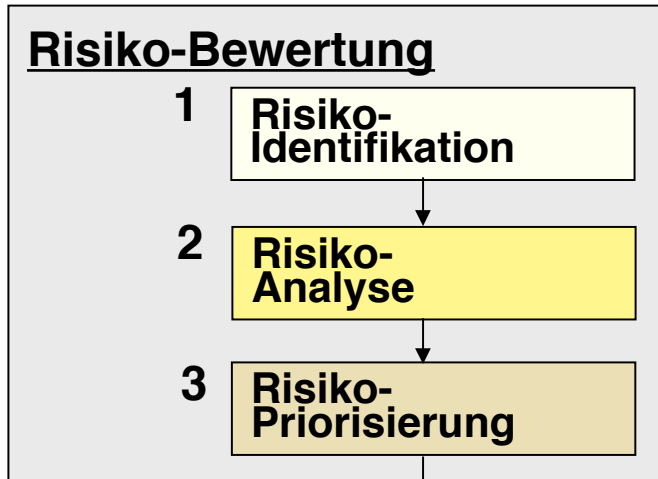 Risiko-Bewertung
1
Risiko-
Identifikation
2
Risiko-
Analyse
3
Risiko-
Priorisierung